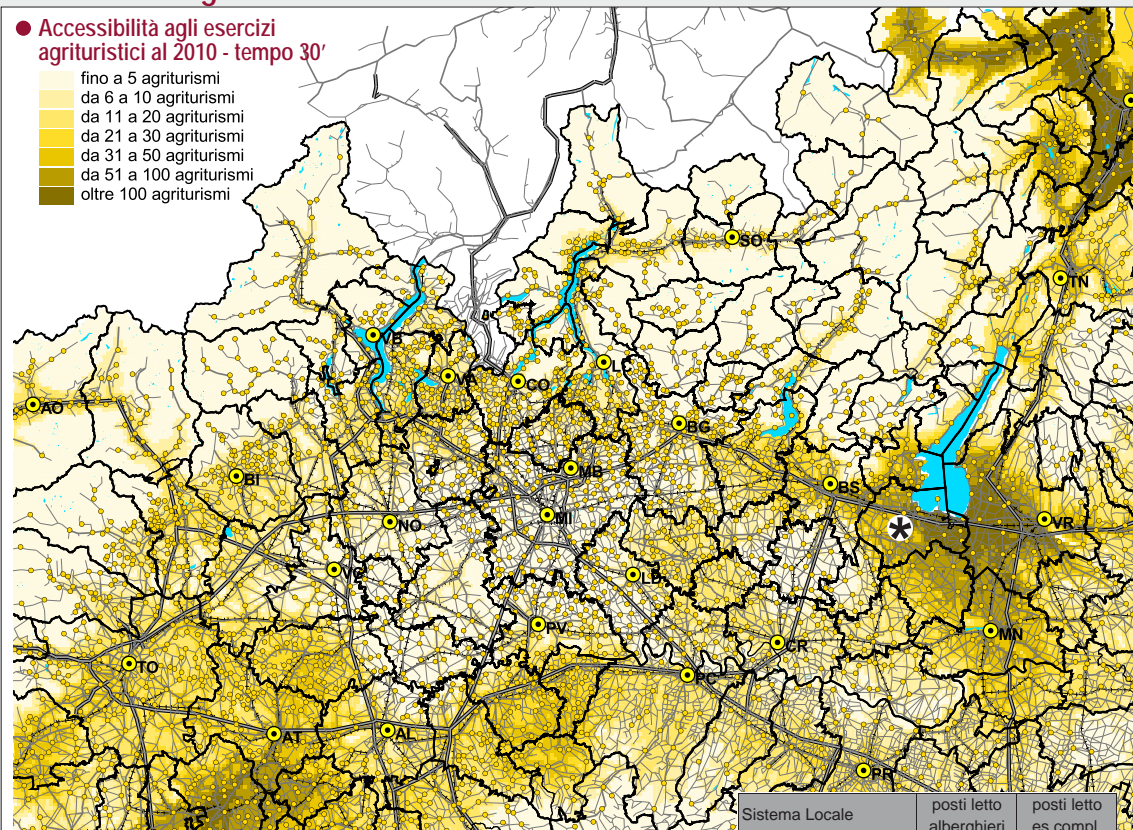 Accessibilità agli esercizi
agrituristici al 2010 - tempo 30'
fino a 5 agriturismi
da 6 a 10 agriturismi
da 11 a 20 agriturismi
da 21 a 30 agriturismi
da 31 a 50 agriturismi
da 51 a 100 agriturismi
oltre 100 agriturismi
SO
TN
VB
VA
CO
LC
AO
BG
BI
MB
BS
NO
MI
VR
*
VC
LD
PV
MN
CR
TO
PC
AL
PR
Sistema Locale
posti letto
alberghieri
posti letto
es.compl.